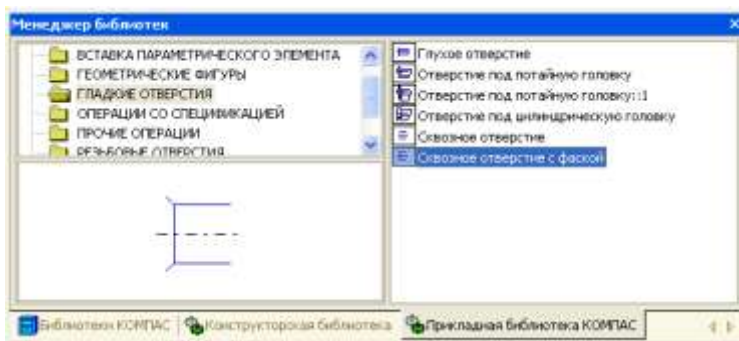 Менеджер библиотек
ВСТАВКА ПАРАМЕТРИЧЕСКОГО ЭЛЕМЕНТА
ГЕОМЕТРИЧЕСКИЕ ФИГУРЫ
ГЛАДКИЕ ОТВЕРСТИЯ
ОПЕРАЦИИ СО СПЕЦИФИКАЦИЕЙ
ПРОЧИЕ ОПЕРАЦИИ
РЕЗЬБОВЫЕ ОТВЕРСТИЯ
Глухое отверстие
Отверстие под потайную головку
Отверстие под потайную головку::1
Отверстие под цилиндрическую головку
Сквозное отверстие
Сквозное отверстие с фаской
Библиотеки КОМПАС
Конструкторская библиотека
Прикладная библиотека КОМПАС